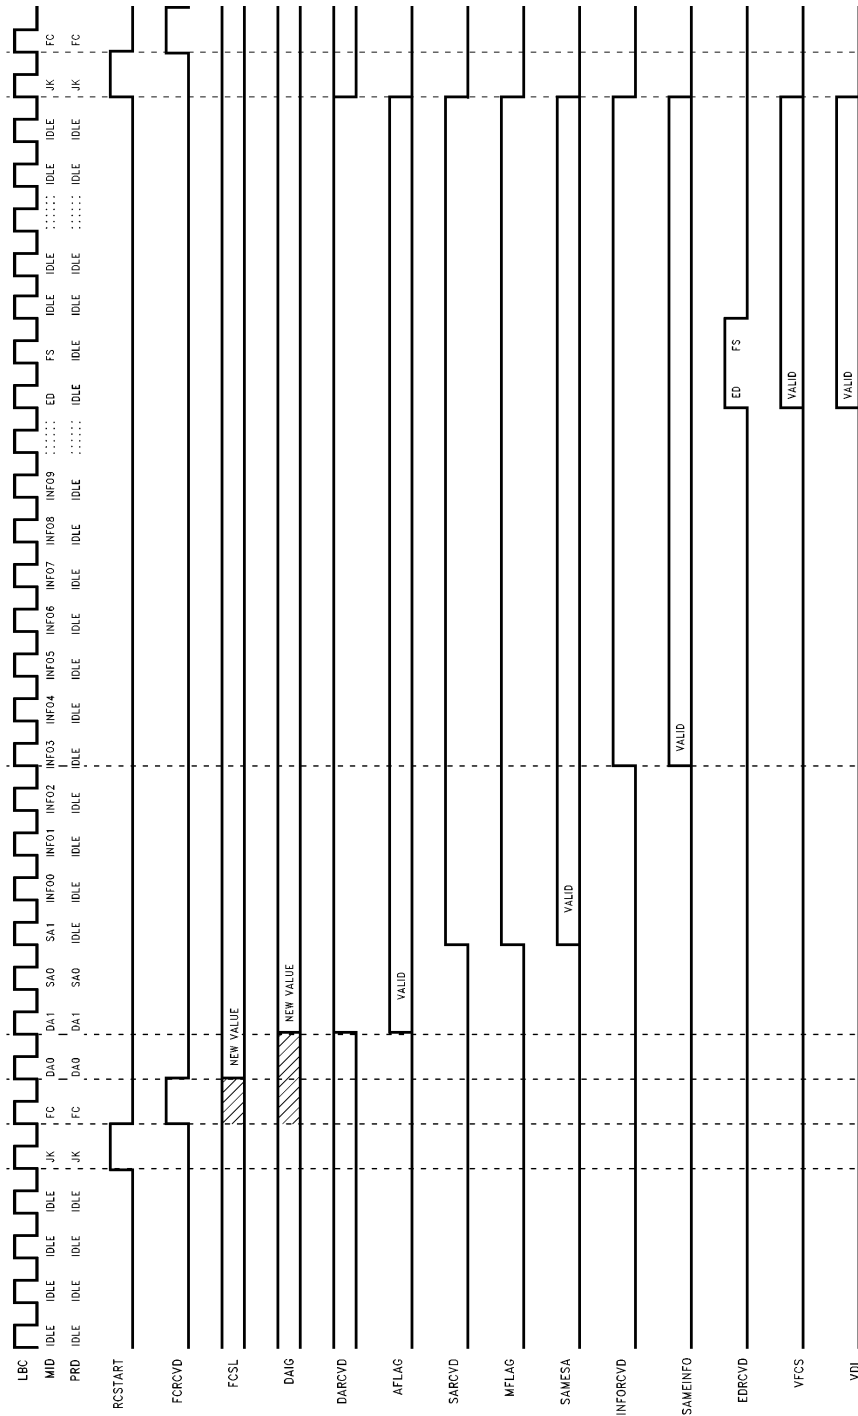 LBC
MID IDLE IDLE IDLE IDLE JK FC DA0 DA1 SA0 SA1 INFO0 INFO1 INFO2 INFO3 INFO4 INFO5 INFO6 INFO7 INFO8 INFO9 ...... ED FS IDLE IDLE ...... IDLE IDLE JK FC
PRD IDLE IDLE IDLE IDLE JK FC DA0 DA1 SA0 IDLE IDLE IDLE IDLE IDLE IDLE IDLE IDLE IDLE IDLE IDLE ...... IDLE IDLE IDLE IDLE ...... IDLE IDLE JK FC
RCSTART
FCRCVD
FCSL NEW VALUE
DAIG NEW VALUE
DARCVD
AFLAG VALID
SARCVD
MFLAG
SAMESA VALID
INFORCVD
SAMEINFO VALID
EDRCVD ED FS
VFCS VALID
VALID